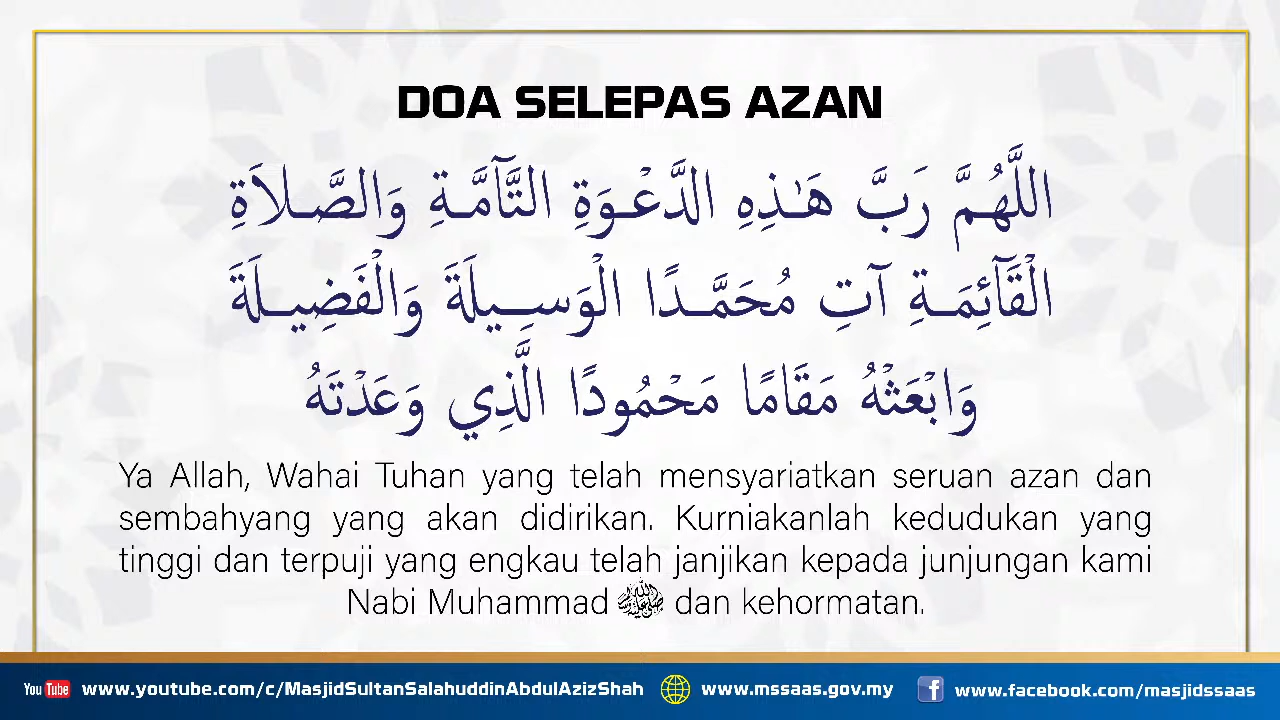 DOA SELEPAS AZAN
اللَّهُمَّ رَبَّ هَٰذِهِ الدَّعْوَةِ التَّآمَّةِ وَالصَّلاَةِ
الْقَآئِمَةِ آتِ مُحَمَّدًا الْوَسِيلَةَ وَالْفَضِيلَةَ
وَابْعَثْهُ مَقَامًا مَحْمُودًا الَّذِي وَعَدْتَهُ
Ya Allah, Wahai Tuhan yang telah mensyariatkan seruan azan dan
sembahyang yang akan didirikan. Kurniakanlah kedudukan yang
tinggi dan terpuji yang engkau telah janjikan kepada junjungan kami
Nabi Muhammad ﷺ dan kehormatan.
YouTube www.youtube.com/c/MasjidSultanSalahuddinAbdulAzizShah www.mssaas.gov.my f www.facebook.com/masjidssaas